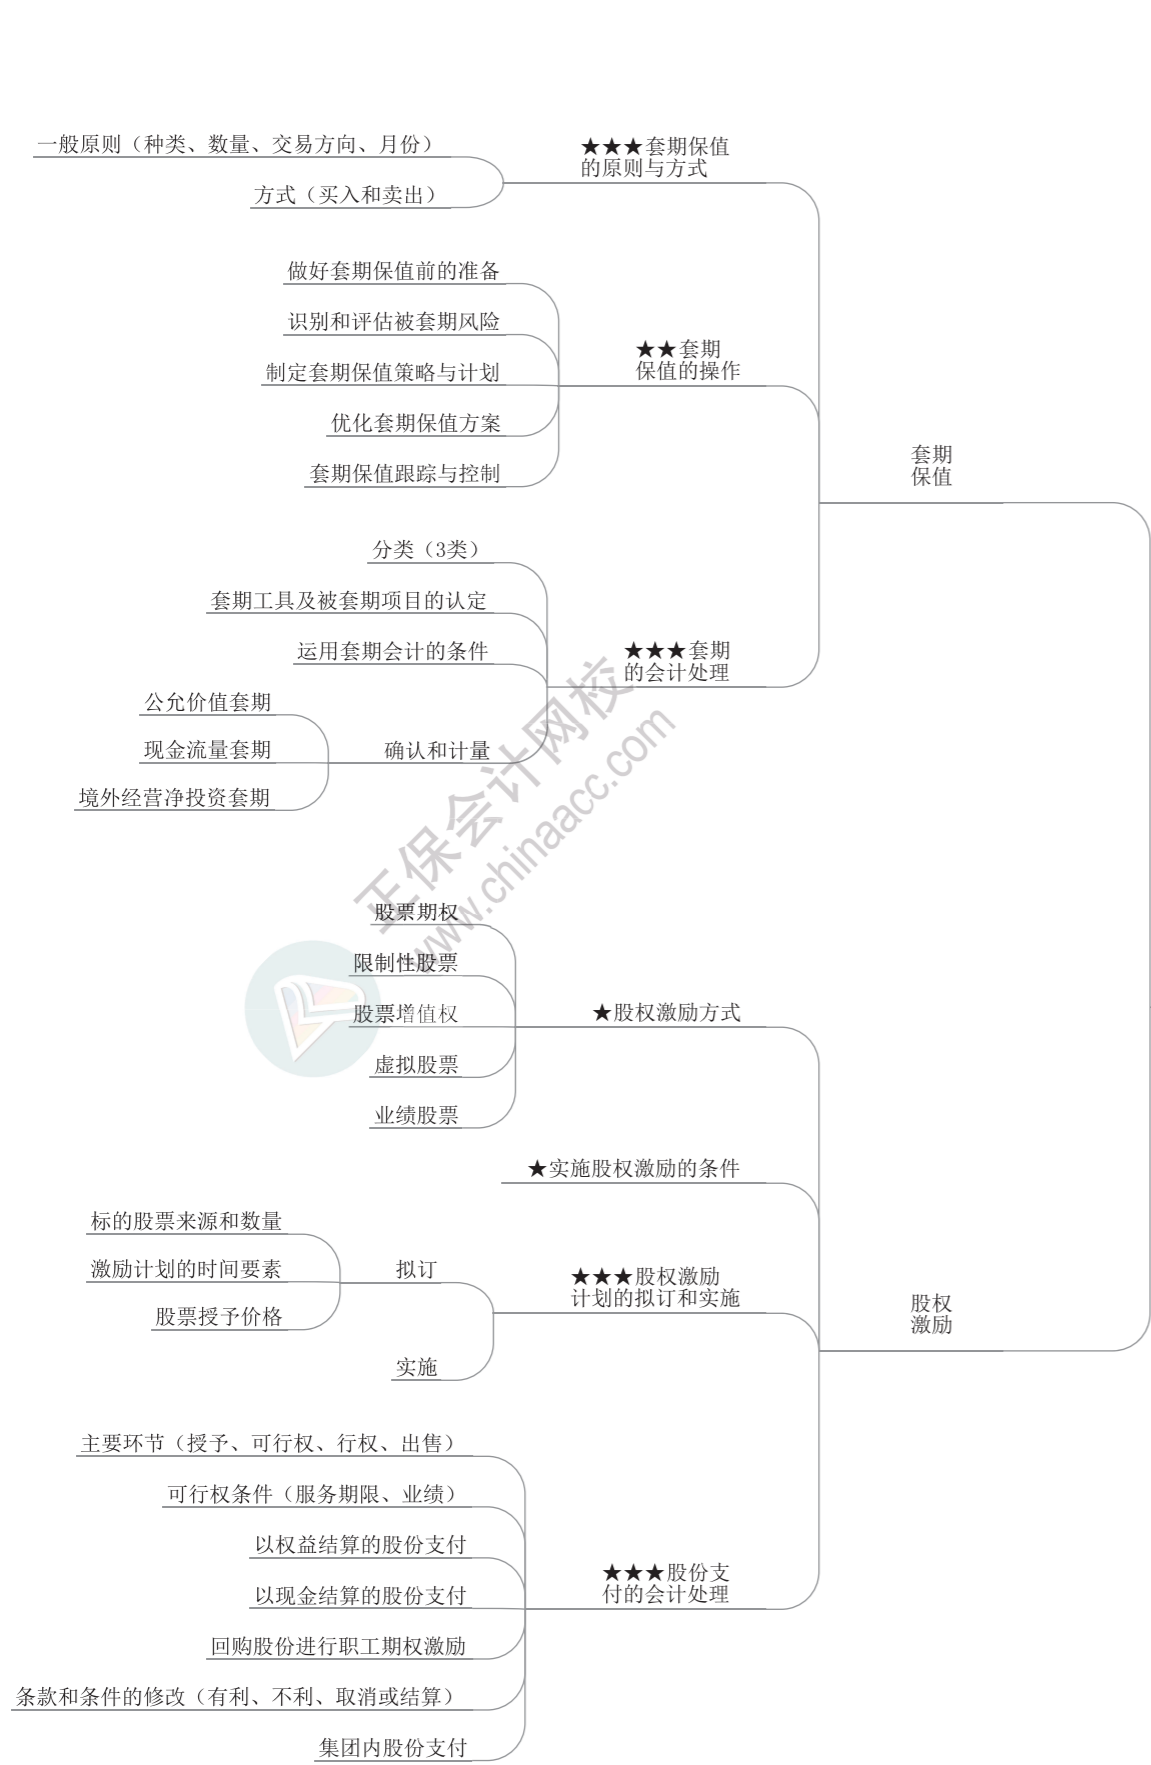 一般原则（种类、数量、交易方向、月份）
方式（买入和卖出）
★★★套期保值
的原则与方式
做好套期保值前的准备
识别和评估被套期风险
制定套期保值策略与计划
优化套期保值方案
套期保值跟踪与控制
★★套期
保值的操作
套期
保值
分类（3类）
套期工具及被套期项目的认定
运用套期会计的条件
公允价值套期
现金流量套期
境外经营净投资套期
确认和计量
★★★套期
的会计处理
正保会计网校
www.chinaacc.com
股票期权
限制性股票
股票增值权
虚拟股票
业绩股票
★股权激励方式
★实施股权激励的条件
标的股票来源和数量
激励计划的时间要素
股票授予价格
拟订
实施
★★★股权激励
计划的拟订和实施
股权
激励
主要环节（授予、可行权、行权、出售）
可行权条件（服务期限、业绩）
以权益结算的股份支付
以现金结算的股份支付
回购股份进行职工期权激励
条款和条件的修改（有利、不利、取消或结算）
集团内股份支付
★★★股份支
付的会计处理